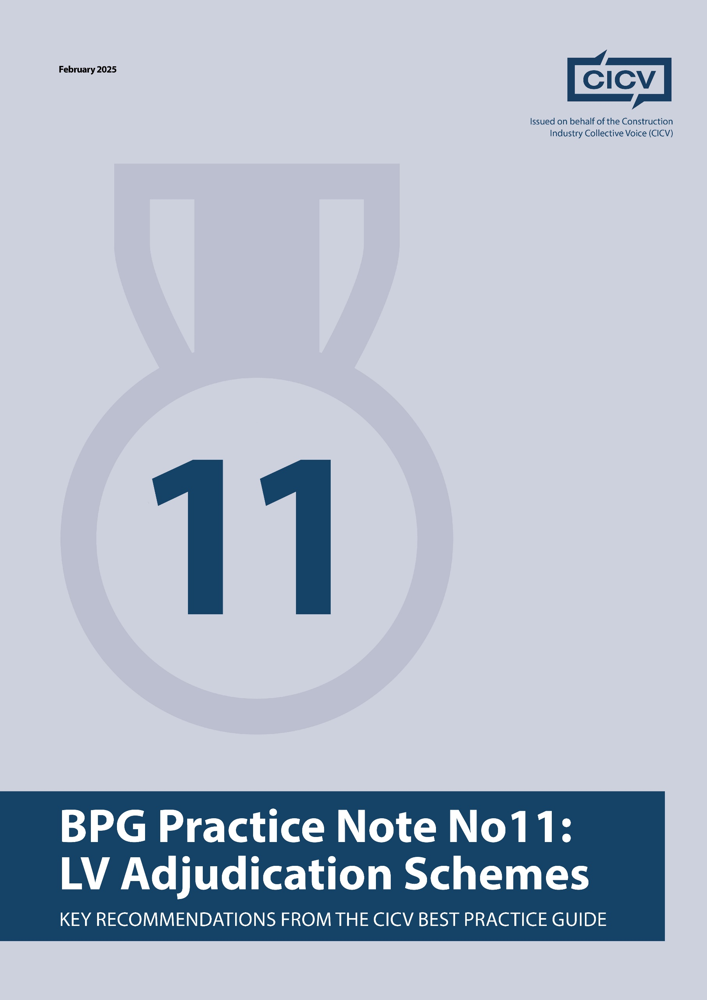 February 2025
CICV
Issued on behalf of the Construction
Industry Collective Voice (CICV)
11
BPG Practice Note No11:
LV Adjudication Schemes
KEY RECOMMENDATIONS FROM THE CICV BEST PRACTICE GUIDE